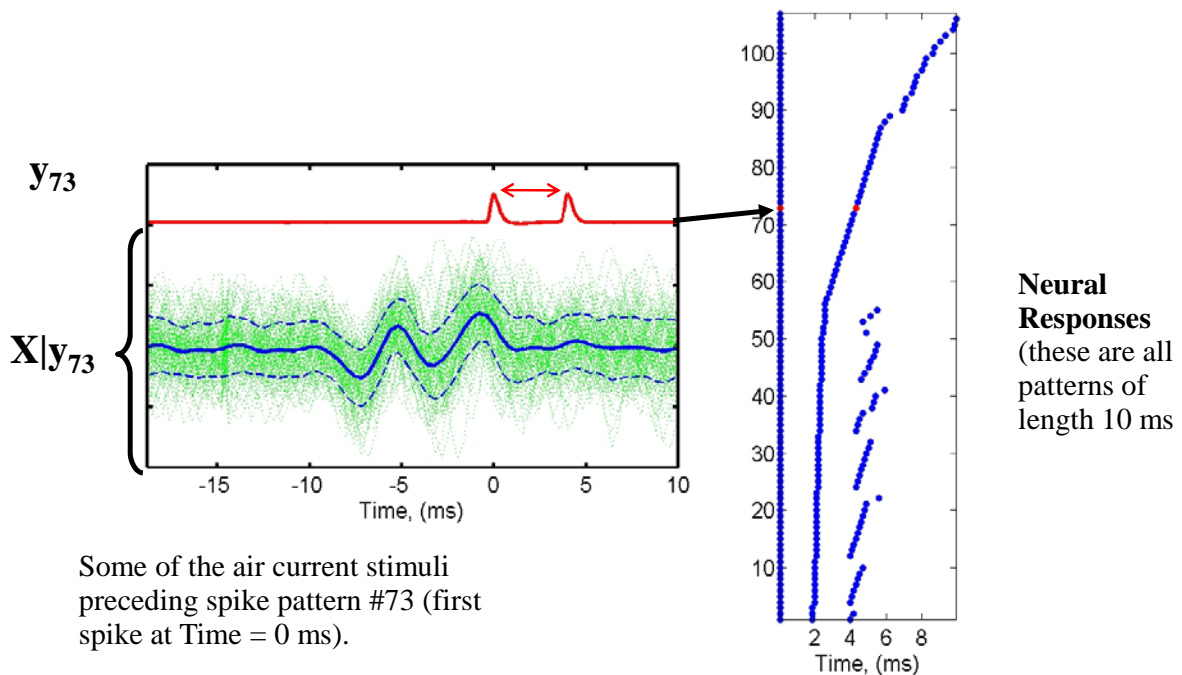 y73
X|y73
-15
-10
-5
0
5
10
Time, (ms)
Some of the air current stimuli
preceding spike pattern #73 (first
spike at Time = 0 ms).
100
90
80
70
60
50
40
30
20
10
2
4
6
8
Time, (ms)
Neural
Responses
(these are all
patterns of
length 10 ms